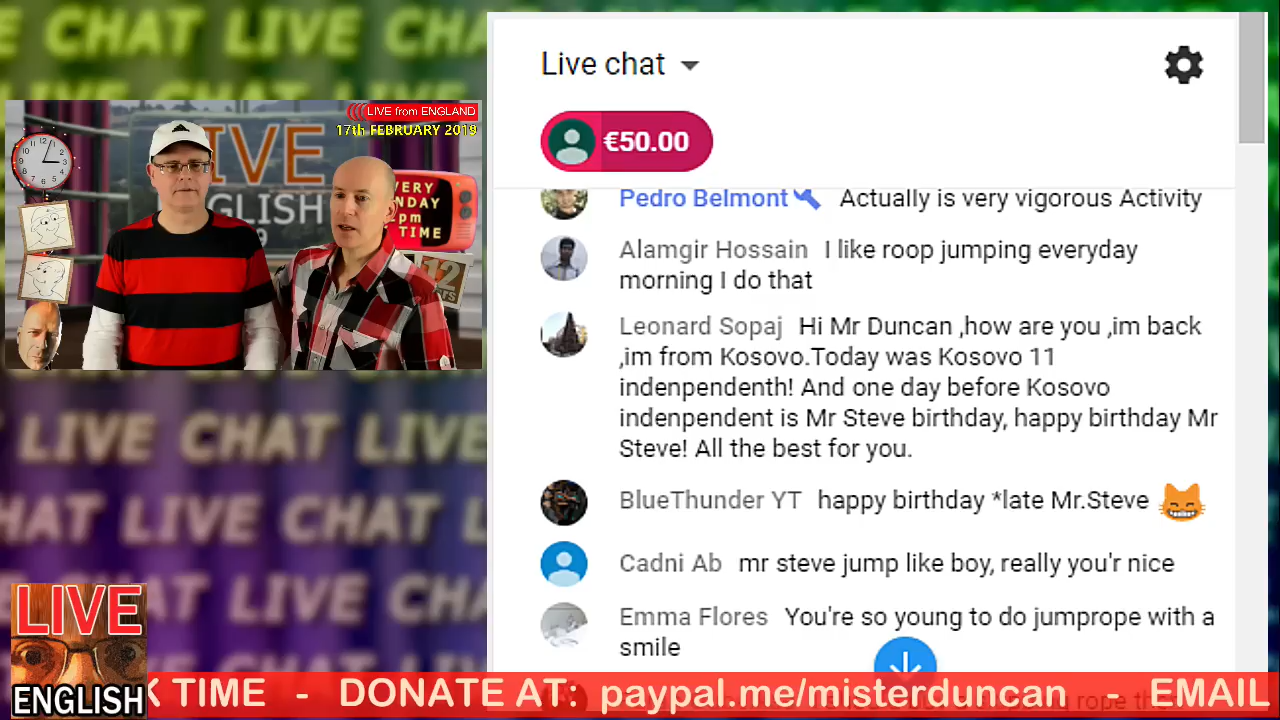 E CHAT LIVE CHAT LIVE CHA
LIVE CHAT LIVE CHAT LIVE
Live chat
€50.00
LIVE from ENGLAND
17th FEBRUARY 2019
LIVE
ENGLISH
12
Pedro Belmont Actually is very vigorous Activity
Alamgir Hossain I like roop jumping everyday
morning I do that
Leonard Sopaj Hi Mr Duncan ,how are you ,im back
,im from Kosovo.Today was Kosovo 11
indenpendenth! And one day before Kosovo
indenpendent is Mr Steve birthday, happy birthday Mr
Steve! All the best for you.
BlueThunder YT happy birthday *late Mr.Steve
Cadni Ab mr steve jump like boy, really you'r nice
Emma Flores You're so young to do jumprope with a
smile
LIVE CHAT LIVE
HAT LIVE CHAT LIVE CHAT
LIVE
ENGLISH
K TIME - DONATE AT: paypal.me/misterduncan - EMAIL